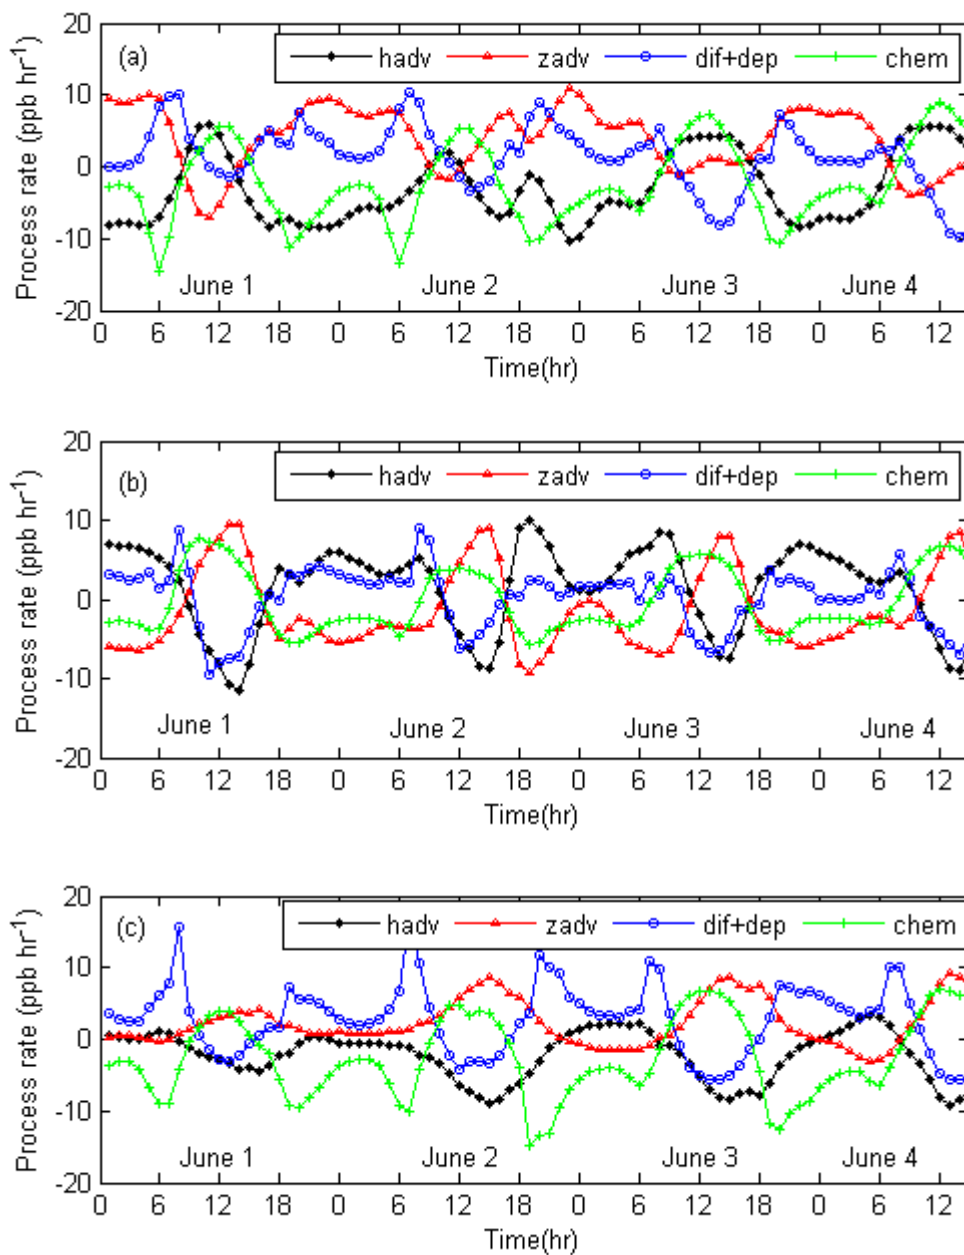 20
(a)
hadv zadv dif+dep chem
10
0
-10
-20
Process rate (ppb hr-1)
June 1 June 2 June 3 June 4
0 6 12 18 0 6 12 18 0 6 12 18 0 6 12
Time(hr)
20
(b)
hadv zadv dif+dep chem
10
0
-10
-20
Process rate (ppb hr-1)
June 1 June 2 June 3 June 4
0 6 12 18 0 6 12 18 0 6 12 18 0 6 12
Time(hr)
20
(c)
hadv zadv dif+dep chem
10
0
-10
-20
Process rate (ppb hr-1)
June 1 June 2 June 3 June 4
0 6 12 18 0 6 12 18 0 6 12 18 0 6 12
Time(hr)